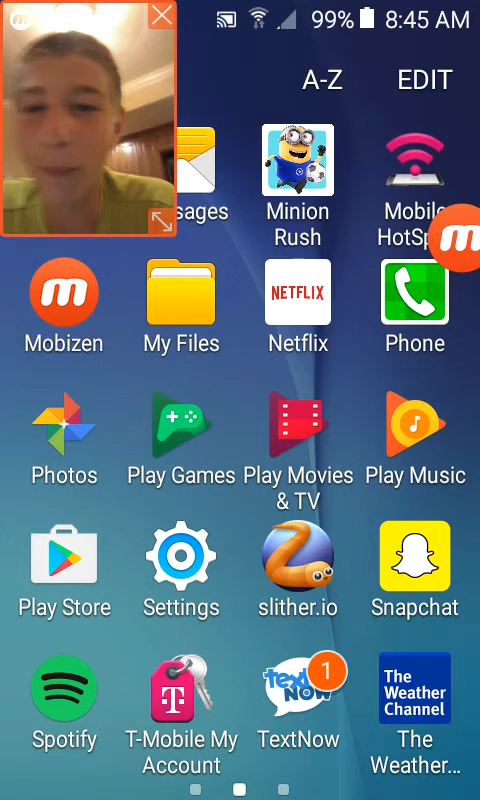 m
99% 8:45 AM
A-Z EDIT
sages
Minion
Rush
Mobile
HotSp
m
m
NETFLIX
Mobizen
My Files
Netflix
Phone
Photos
Play Games
Play Movies
& TV
Play Music
Play Store
Settings
slither.io
Snapchat
T
text
NOW
1
The
Weather
Channel
Spotify
T-Mobile My
Account
TextNow
The
Weather...